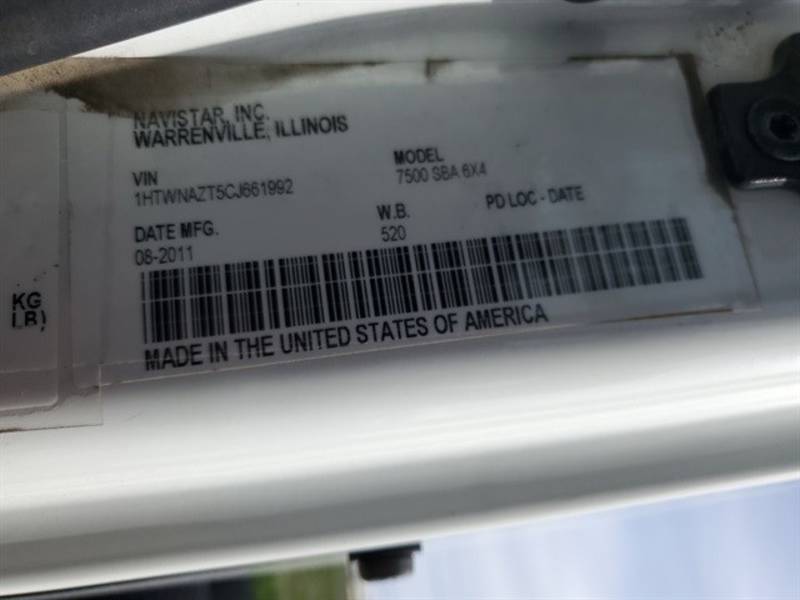 NAVISTAR, INC.
WARRENVILLE, ILLINOIS
VIN MODEL
1HTWNAZT5CJ661992 7500 SBA 6X4
DATE MFG. W.B. PD LOC - DATE
08-2011 520
KG
LB)
MADE IN THE UNITED STATES OF AMERICA